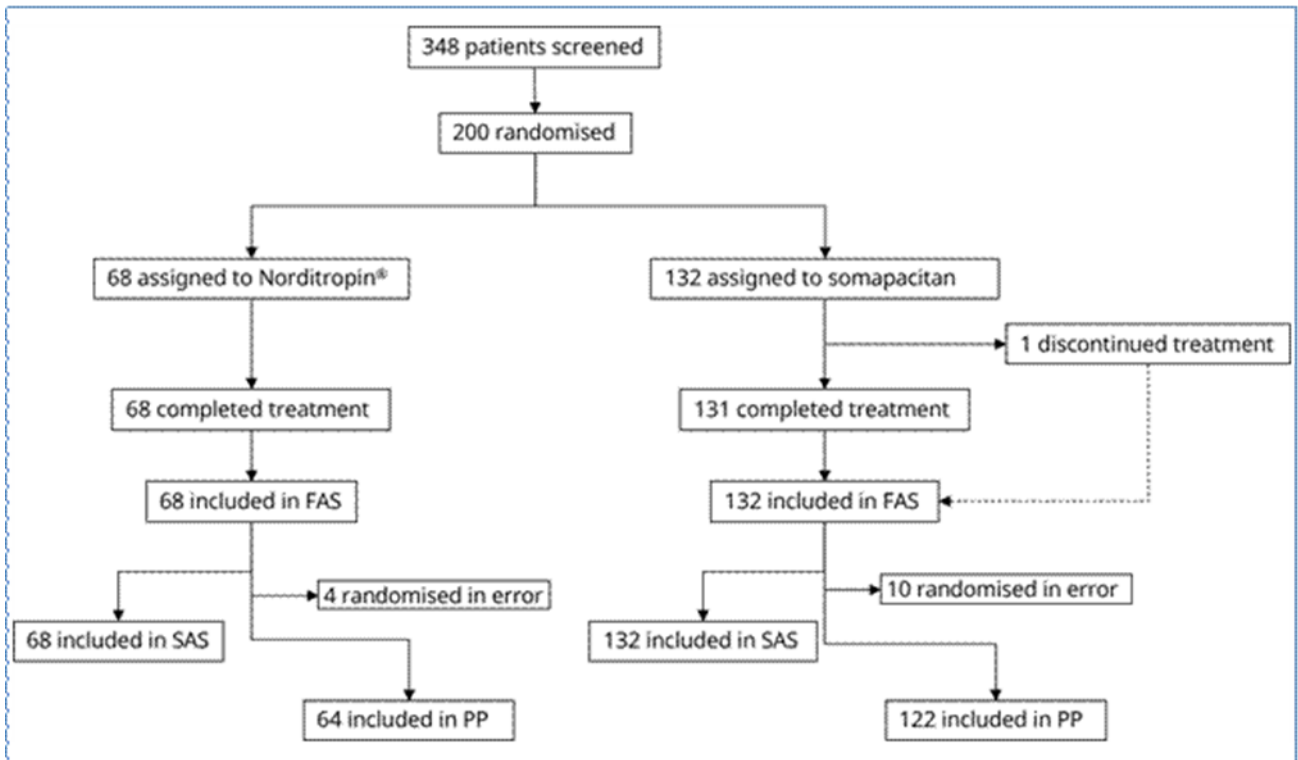 348 patients screened
200 randomised
68 assigned to Norditropin®
132 assigned to somapacitan
1 discontinued treatment
68 completed treatment
131 completed treatment
68 included in FAS
132 included in FAS
4 randomised in error
10 randomised in error
68 included in SAS
132 included in SAS
64 included in PP
122 included in PP